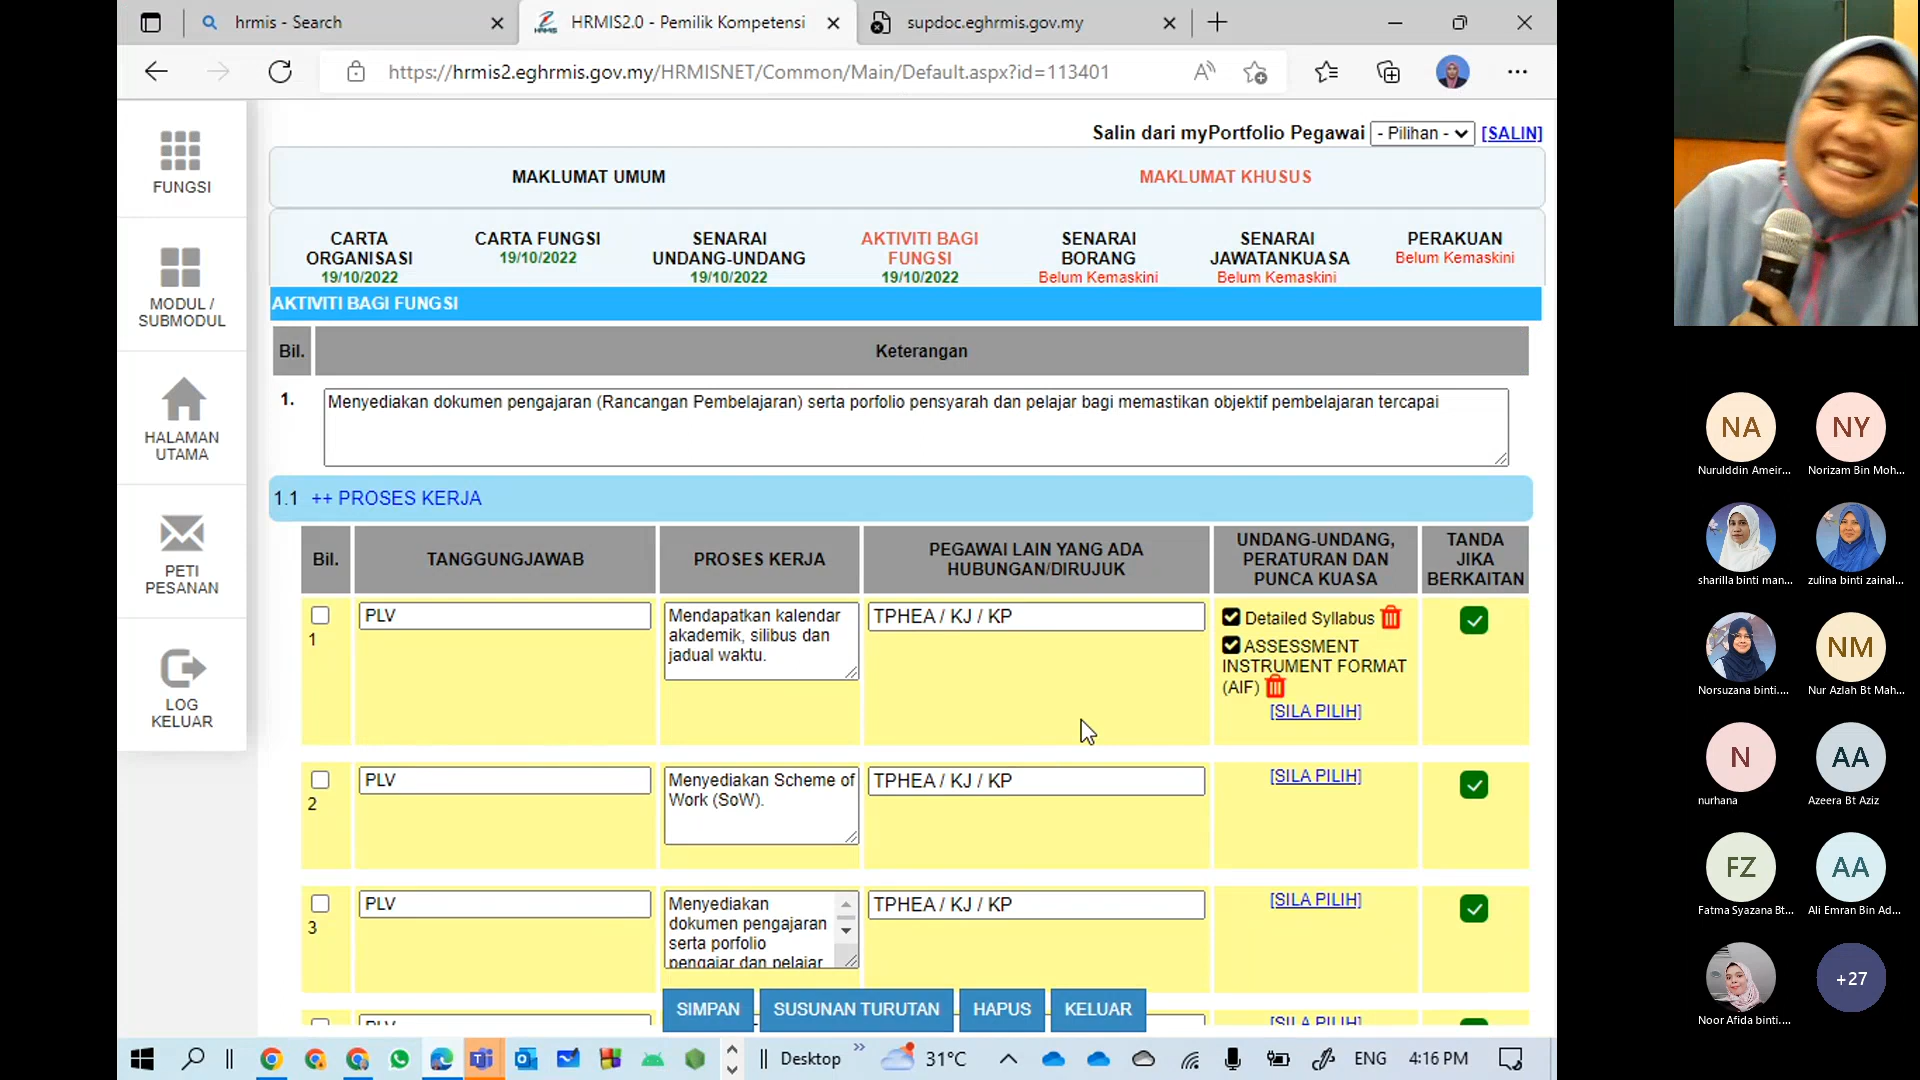 hrmis - Search
HRMIS2.0 - Pemilik Kompetensi
supdoc.eghrmis.gov.my
https://hrmis2.eghrmis.gov.my/HRMISNET/Common/Main/Default.aspx?id=113401
FUNGSI
MODUL /
SUBMODUL
HALAMAN
UTAMA
PETI
PESANAN
LOG
KELUAR
Salin dari myPortfolio Pegawai - Pilihan - [SALIN]
MAKLUMAT UMUM
MAKLUMAT KHUSUS
CARTA
ORGANISASI
19/10/2022
CARTA FUNGSI
19/10/2022
SENARAI
UNDANG-UNDANG
19/10/2022
AKTIVITI BAGI
FUNGSI
19/10/2022
SENARAI
BORANG
Belum Kemaskini
SENARAI
JAWATANKUASA
Belum Kemaskini
PERAKUAN
Belum Kemaskini
AKTIVITI BAGI FUNGSI
Bil. Keterangan
1. Menyediakan dokumen pengajaran (Rancangan Pembelajaran) serta porfolio pensyarah dan pelajar bagi memastikan objektif pembelajaran tercapai
1.1 ++ PROSES KERJA
Bil.
TANGGUNGJAWAB
PROSES KERJA
PEGAWAI LAIN YANG ADA
HUBUNGAN/DIRUJUK
UNDANG-UNDANG,
PERATURAN DAN
PUNCA KUASA
TANDA
JIKA
BERKAITAN
1
PLV
Mendapatkan kalendar
akademik, silibus dan
jadual waktu.
TPHEA / KJ / KP
Detailed Syllabus
ASSESSMENT
INSTRUMENT FORMAT
(AIF)
[SILA PILIH]
2
PLV
Menyediakan Scheme of
Work (SoW).
TPHEA / KJ / KP
[SILA PILIH]
3
PLV
Menyediakan
dokumen pengajaran
serta porfolio
pengajar dan pelajar
TPHEA / KJ / KP
[SILA PILIH]
PLV
[SILA PILIH]
SIMPAN
SUSUNAN TURUTAN
HAPUS
KELUAR
Desktop
31°C
ENG
4:16 PM
NA
Nurulddin Ameir...
NY
Norizam Bin Moh...
sharilla binti man...
zulina binti zainal...
Norsuzana binti....
NM
Nur Azlah Bt Mah...
N
nurhana
AA
Azeera Bt Aziz
FZ
Fatma Syazana Bt...
AA
Ali Emran Bin Ad...
Noor Afida binti....
+27